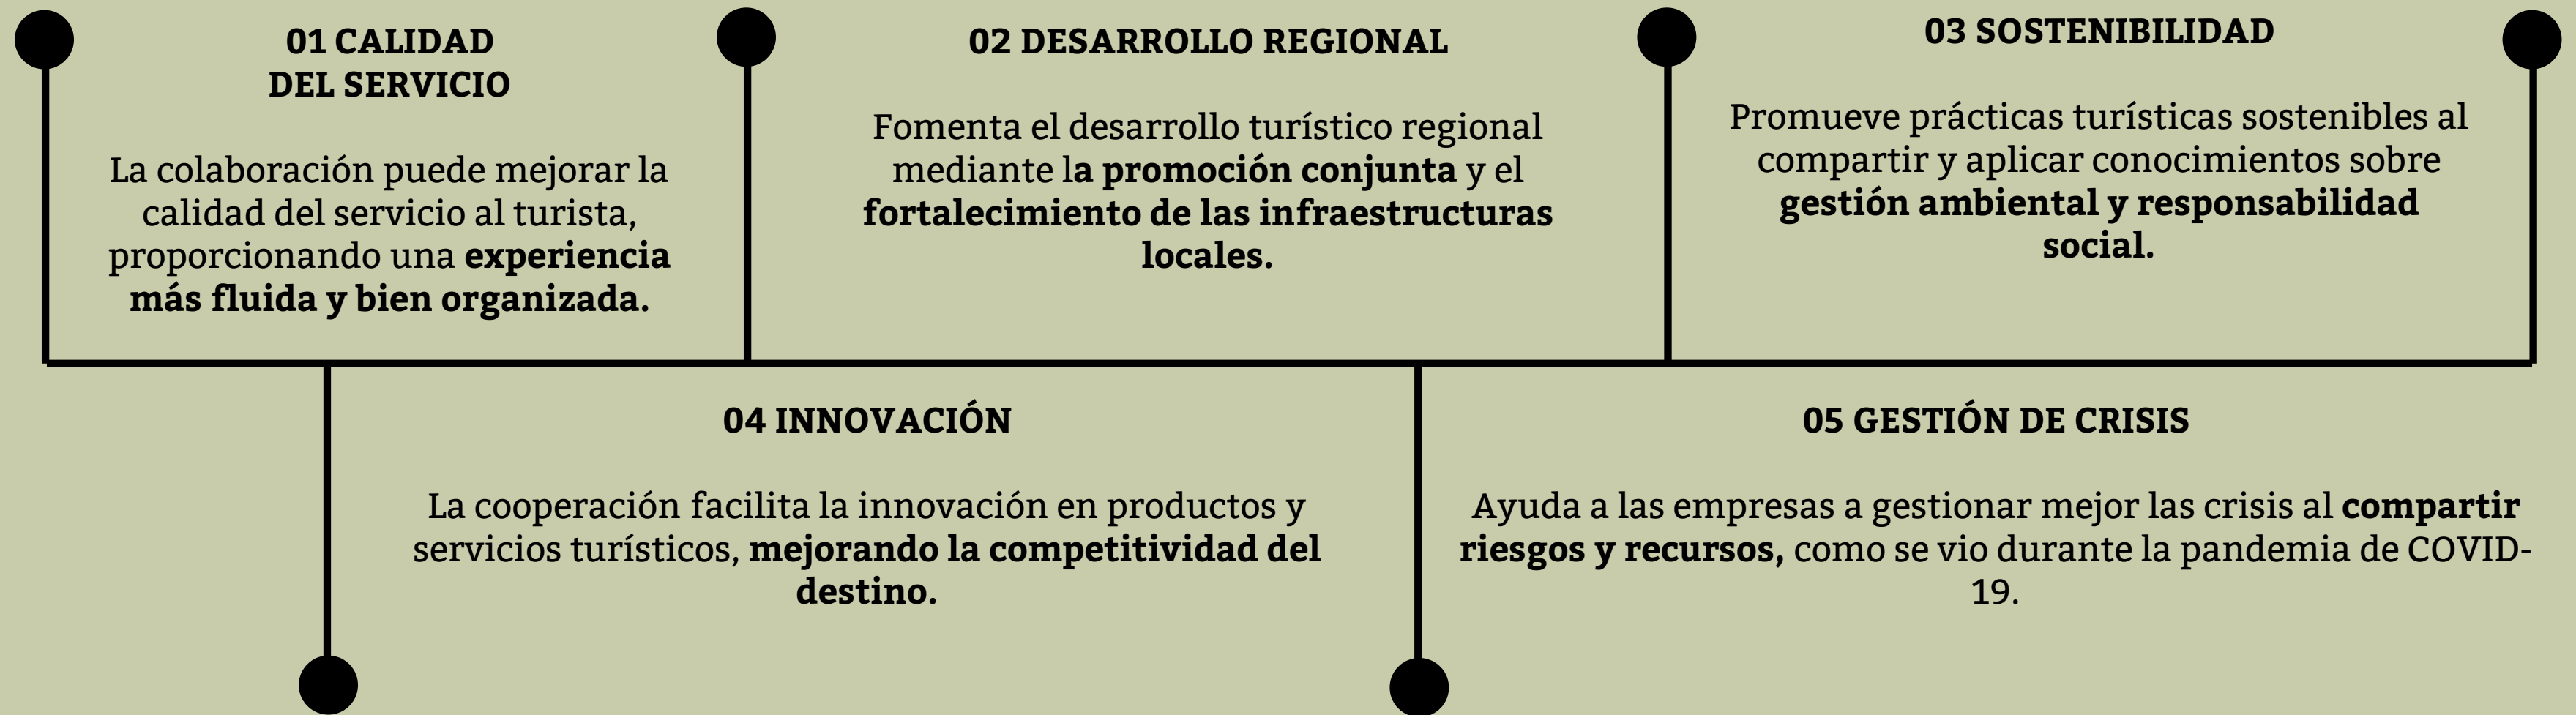 01 CALIDAD
DEL SERVICIO
La colaboración puede mejorar la
calidad del servicio al turista,
proporcionando una experiencia
más fluida y bien organizada.
02 DESARROLLO REGIONAL
Fomenta el desarrollo turístico regional
mediante la promoción conjunta y el
fortalecimiento de las infraestructuras
locales.
03 SOSTENIBILIDAD
Promueve prácticas turísticas sostenibles al
compartir y aplicar conocimientos sobre
gestión ambiental y responsabilidad
social.
04 INNOVACIÓN
La cooperación facilita la innovación en productos y
servicios turísticos, mejorando la competitividad del
destino.
05 GESTIÓN DE CRISIS
Ayuda a las empresas a gestionar mejor las crisis al compartir
riesgos y recursos, como se vio durante la pandemia de COVID-
19.